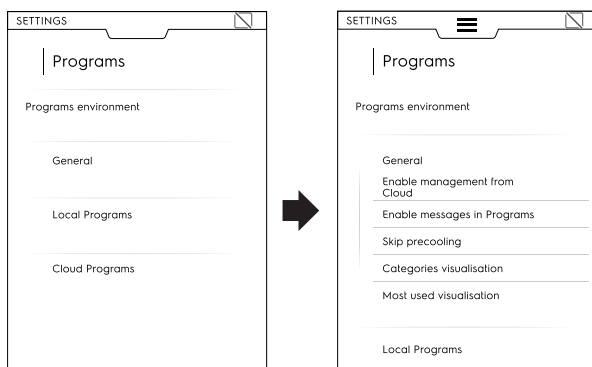 SETTINGS
Programs
Programs environment
General
Local Programs
Cloud Programs
SETTINGS
Programs
Programs environment
General
Enable management from
Cloud
Enable messages in Programs
Skip precooling
Categories visualisation
Most used visualisation
Local Programs